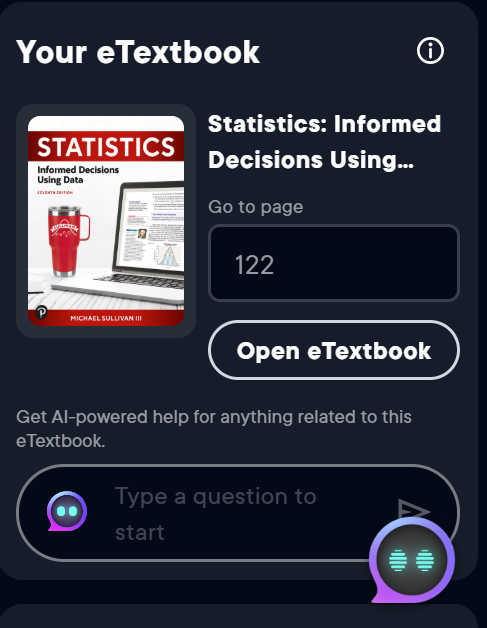 Your eTextbook
STATISTICS
Informed Decisions
Using Data
SEVENTH EDITION
MICHAEL SULLIVAN III
Statistics: Informed
Decisions Using...
Go to page
122
Open eTextbook
Get AI-powered help for anything related to this
eTextbook.
Type a question to
start